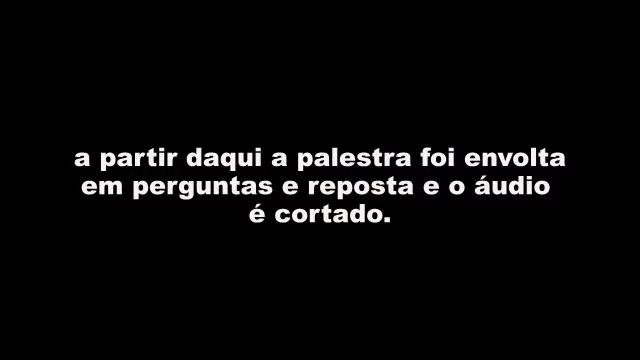 a partir daqui a palestra foi envolta
em perguntas e reposta e o áudio
é cortado.